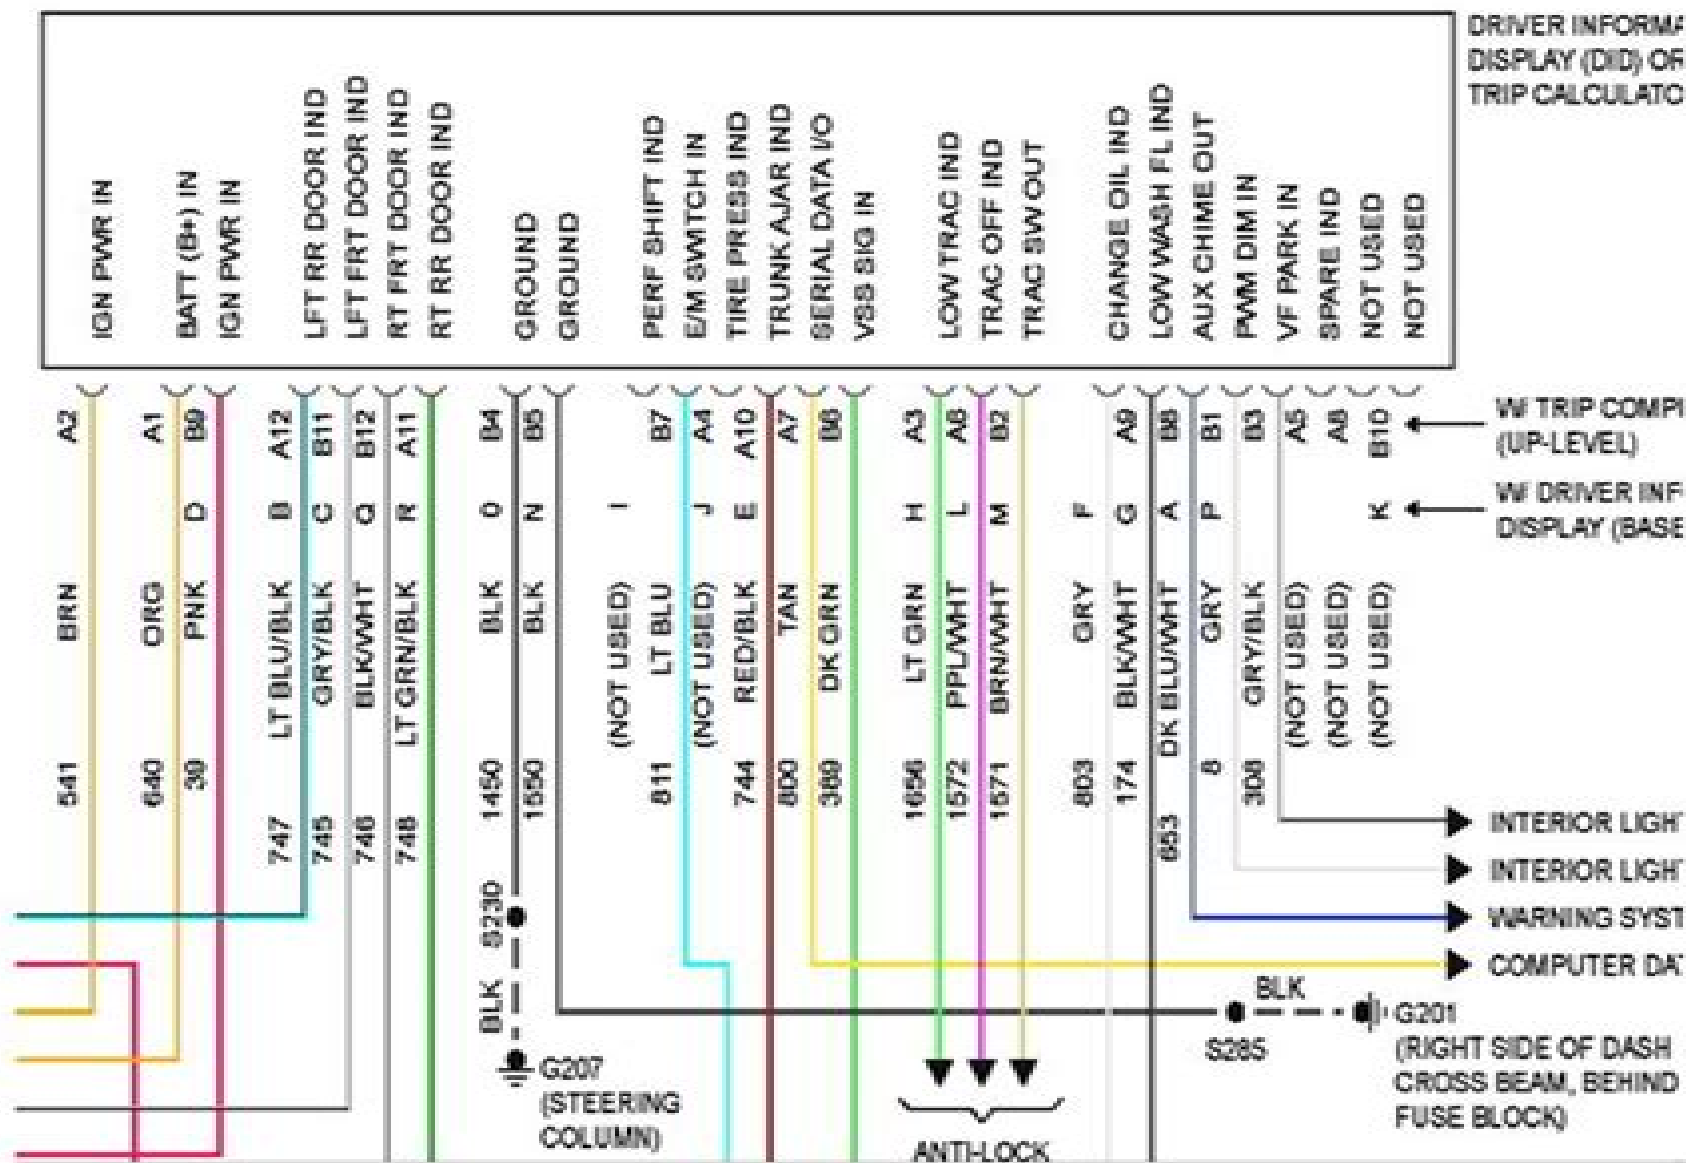 DRIVER INFORMA
DISPLAY (DID) OR
TRIP CALCULATO
IGN PWR IN
BATT (B+) IN
IGN PWR IN
LFT RR DOOR IND
LFT FRT DOOR IND
RT FRT DOOR IND
RT RR DOOR IND
GROUND
GROUND
PERF SHIFT IND
E/M SWITCH IN
TIRE PRESS IND
TRUNK AJAR IND
SERIAL DATA I/O
VSS SIG IN
LOW TRAC IND
TRAC OFF IND
TRAC SW OUT
CHANGE OIL IND
LOW WASH FL IND
AUX CHIME OUT
PWM DIM IN
VF PARK IN
SPARE IND
NOT USED
NOT USED
A2
A1
B9
A12
B11
B12
A11
B4
B5
B7
A4
A10
A7
B6
A3
A8
B2
A9
B8
B1
B3
A5
A8
B10
W/ TRIP COMP
(UP-LEVEL)
D
B
C
Q
R
O
N
I
J
E
H
L
M
F
G
A
P
K
W/ DRIVER INF
DISPLAY (BASE
BRN
ORG
PNK
LT BLU/BLK
GRY/BLK
BLK/WHT
LT GRN/BLK
BLK
BLK
(NOT USED)
LT BLU
(NOT USED)
RED/BLK
TAN
DK GRN
LT GRN
PPL/WHT
BRN/WHT
GRY
BLK/WHT
DK BLU/WHT
GRY
GRY/BLK
(NOT USED)
(NOT USED)
(NOT USED)
541
640
39
747
745
746
748
1450
1550
811
744
800
389
1656
1572
1571
803
174
653
8
308
INTERIOR LIGH
INTERIOR LIGH
WARNING SYST
COMPUTER DA
S230
BLK
G207
(STEERING
COLUMN)
BLK
S285
G201
(RIGHT SIDE OF DASH
CROSS BEAM, BEHIND
FUSE BLOCK)
ANTI-LOCK